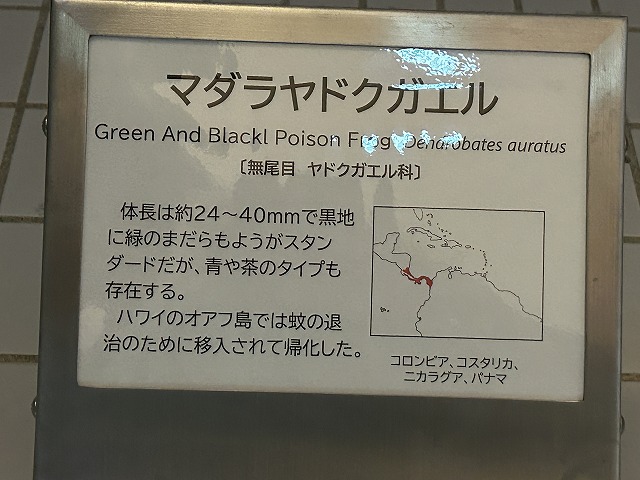 マダラヤドクガエル
Green And Blackl Poison Frog Dendrobates auratus
〔無尾目 ヤドクガエル科〕
体長は約24～40mmで黒地
に緑のまだらもようがスタン
ダードだが、青や茶のタイプも
存在する。
ハワイのオアフ島では蚊の退
治のために移入されて帰化した。
コロンビア、コスタリカ、
ニカラグア、パナマ